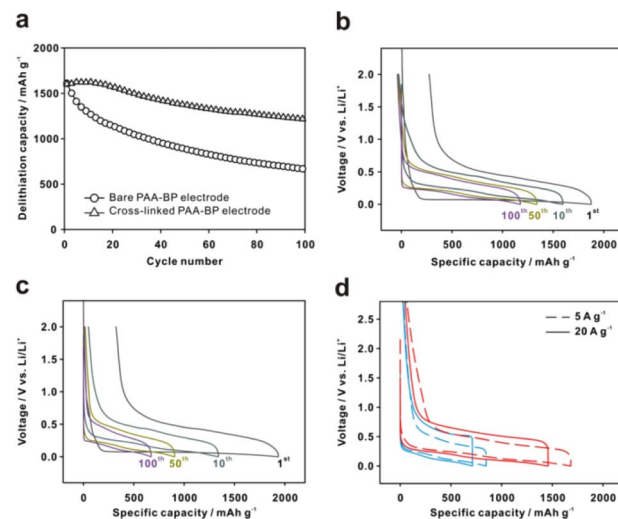 a
2000
1500
1000
500
0
Delithiation capacity / mAh g⁻¹
Bare PAA-BP electrode
Cross-linked PAA-BP electrode
0 20 40 60 80 100
Cycle number
b
2.0
1.5
1.0
0.5
0.0
Voltage / V vs. Li/Li⁺
100th 50th 10th 1st
0 500 1000 1500 2000
Specific capacity / mAh g⁻¹
c
2.0
1.5
1.0
0.5
0.0
Voltage / V vs. Li/Li⁺
100th 50th 10th 1st
0 500 1000 1500 2000
Specific capacity / mAh g⁻¹
d
5 A g⁻¹
20 A g⁻¹
2.5
2.0
1.5
1.0
0.5
0.0
Voltage / V vs. Li/Li⁺
0 500 1000 1500 2000
Specific capacity / mAh g⁻¹